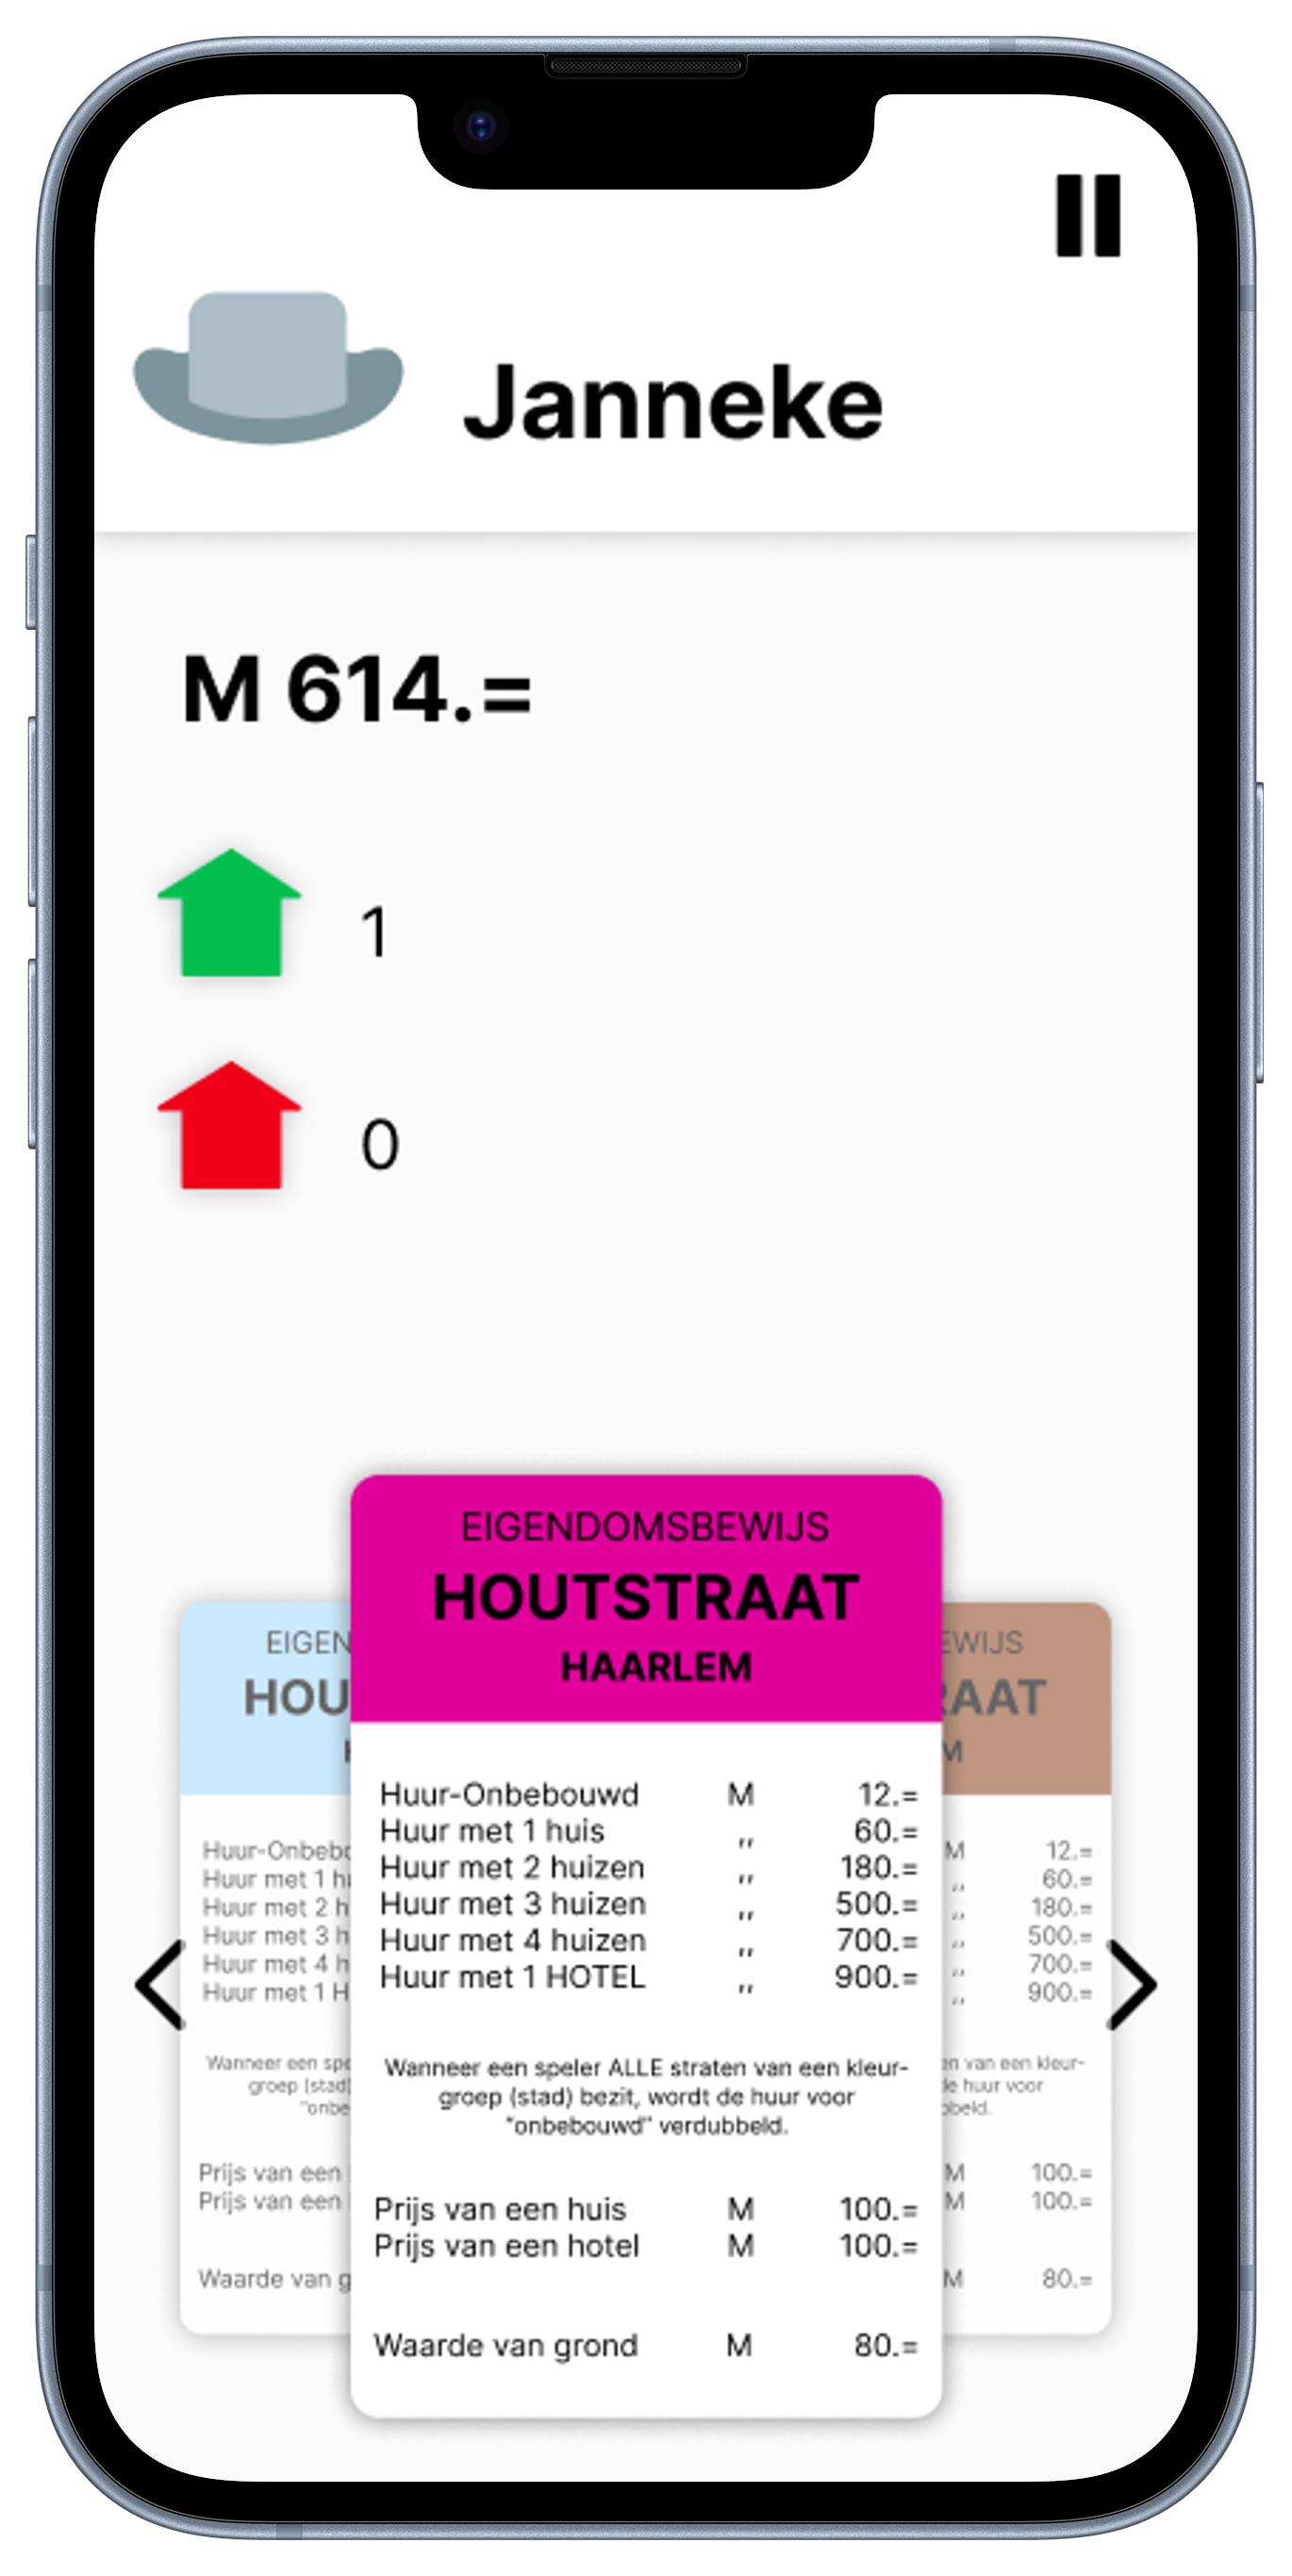 Janneke
M 614.=
1
0
EIGENDOMSBEWIJS
HOUTSTRAAT
HAARLEM
Huur-Onbebouwd M 12.=
Huur met 1 huis ,, 60.=
Huur met 2 huizen ,, 180.=
Huur met 3 huizen ,, 500.=
Huur met 4 huizen ,, 700.=
Huur met 1 HOTEL ,, 900.=
Wanneer een speler ALLE straten van een kleur-
groep (stad) bezit, wordt de huur voor
"onbebouwd" verdubbeld.
Prijs van een huis M 100.=
Prijs van een hotel M 100.=
Waarde van grond M 80.=
EIGEN
HOU
H
Huur-Onbebo
Huur met 1 h
Huur met 2 h
Huur met 3 h
Huur met 4 h
Huur met 1 H
Wanneer een spe
groep (stad)
"onbe
Prijs van een
Prijs van een
Waarde van g
EWIJS
RAAT
M
M 12.=
,, 60.=
,, 180.=
,, 500.=
,, 700.=
,, 900.=
en van een kleur-
de huur voor
bbeld.
M 100.=
M 100.=
M 80.=